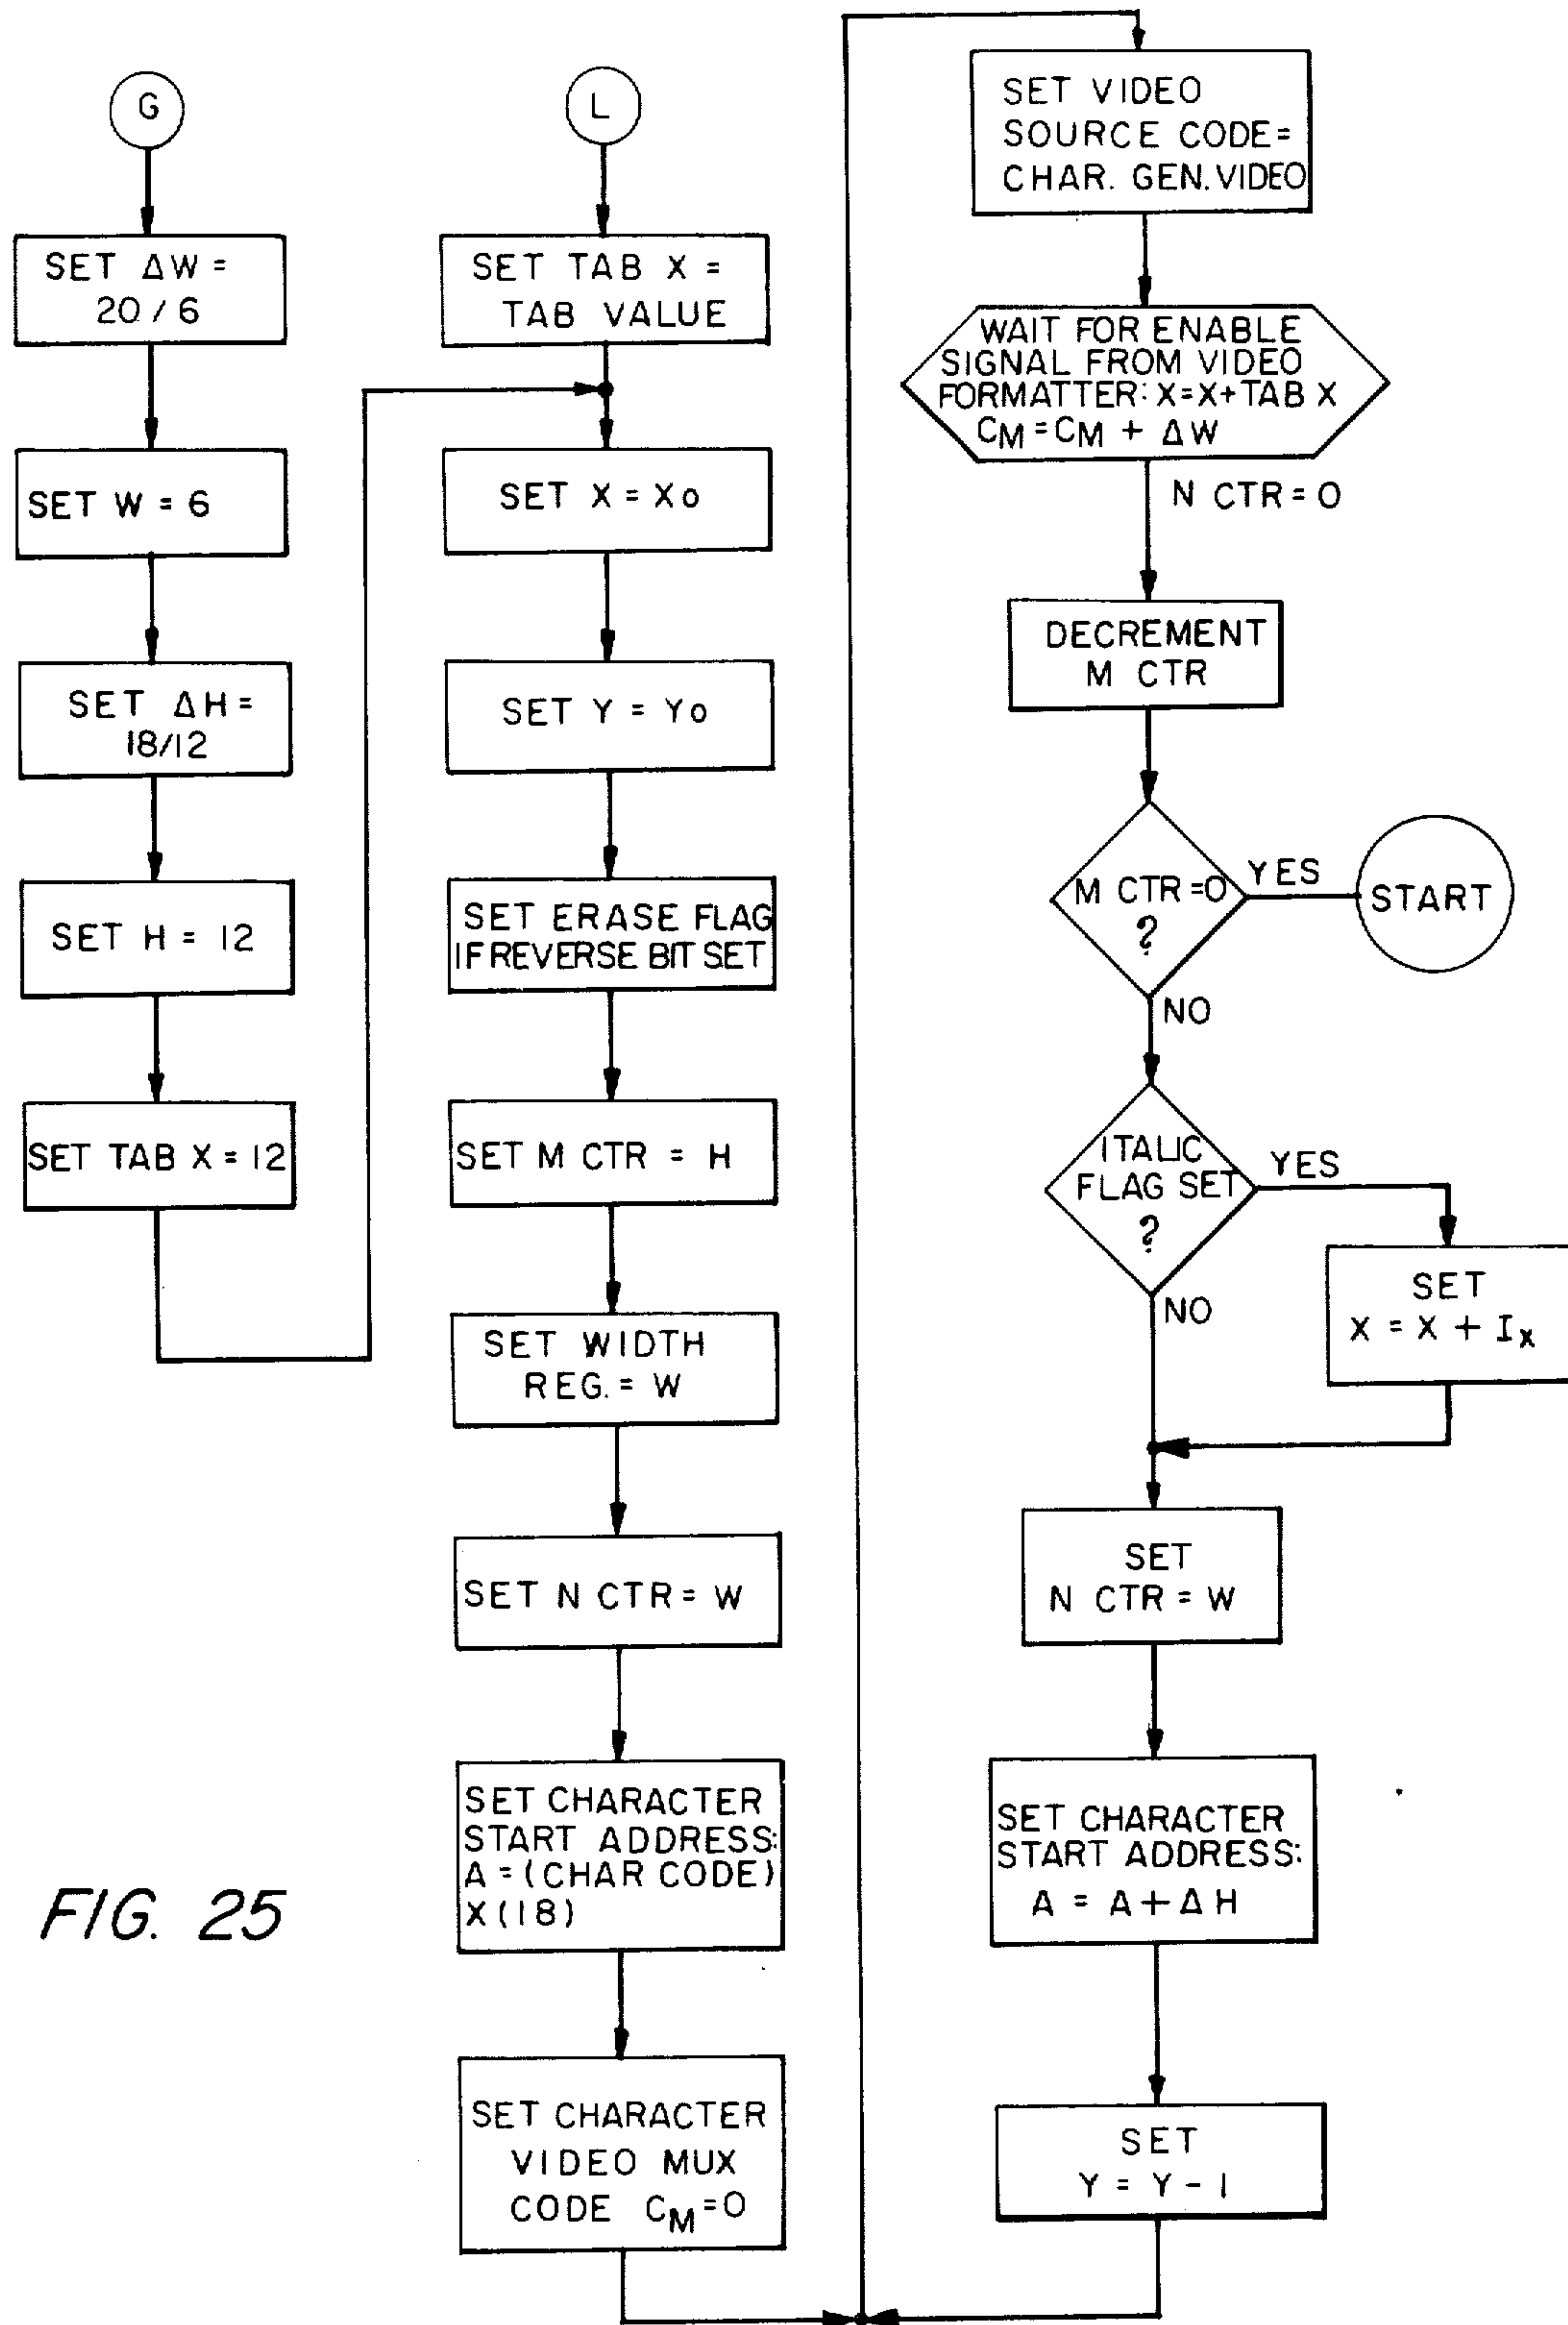 G
SET ΔW =
20 / 6
SET W = 6
SET ΔH =
18/12
SET H = 12
SET TAB X = 12
FIG. 25
L
SET TAB X =
TAB VALUE
SET X = Xo
SET Y = Yo
SET ERASE FLAG
IF REVERSE BIT SET
SET M CTR = H
SET WIDTH
REG. = W
SET N CTR = W
SET CHARACTER
START ADDRESS:
A = (CHAR CODE)
X (18)
SET CHARACTER
VIDEO MUX
CODE CM = 0
SET VIDEO
SOURCE CODE =
CHAR. GEN. VIDEO
WAIT FOR ENABLE
SIGNAL FROM VIDEO
FORMATTER: X = X + TAB X
CM = CM + ΔW
N CTR = 0
DECREMENT
M CTR
M CTR = 0
?
YES
START
NO
ITALIC
FLAG SET
?
YES
SET
X = X + Ix
NO
SET
N CTR = W
SET CHARACTER
START ADDRESS:
A = A + ΔH
SET
Y = Y - 1